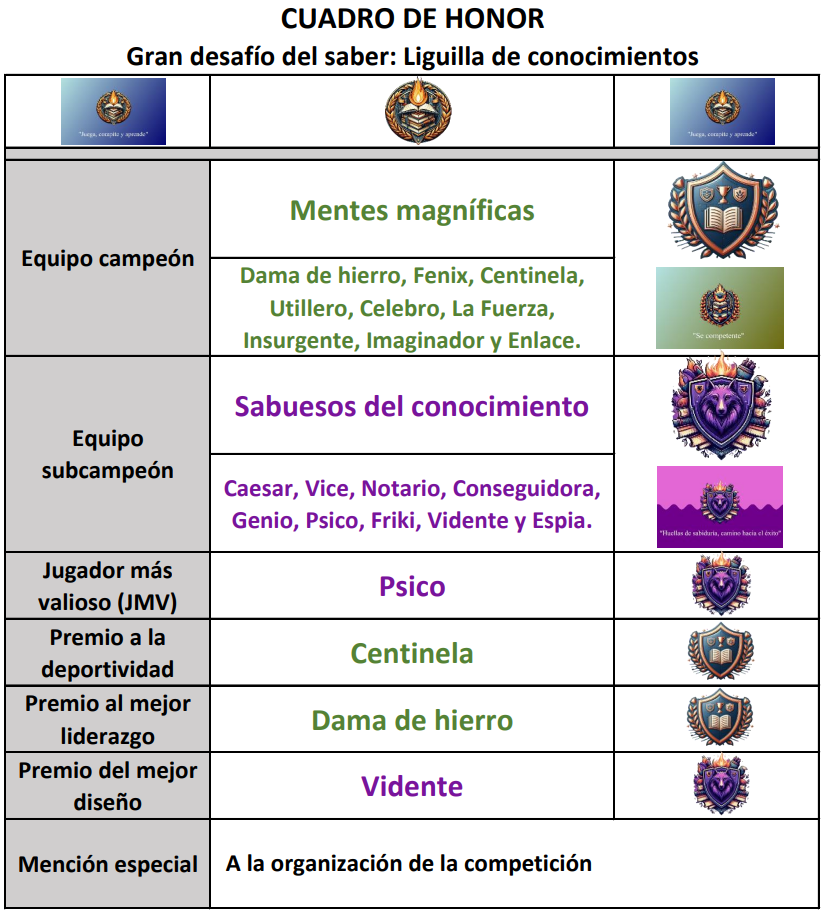 CUADRO DE HONOR
Gran desafío del saber: Liguilla de conocimientos
"Juega, compite y aprende"
"Juega, compite y aprende"
Equipo campeón
Mentes magníficas
Dama de hierro, Fenix, Centinela,
Utillero, Celebro, La Fuerza,
Insurgente, Imaginador y Enlace.
"Se competente"
Equipo
subcampeón
Sabuesos del conocimiento
Caesar, Vice, Notario, Conseguidora,
Genio, Psico, Friki, Vidente y Espia.
"Huellas de sabiduría, camino hacia el éxito"
Jugador más
valioso (JMV)
Psico
Premio a la
deportividad
Centinela
Premio al mejor
liderazgo
Dama de hierro
Premio del mejor
diseño
Vidente
Mención especial
A la organización de la competición